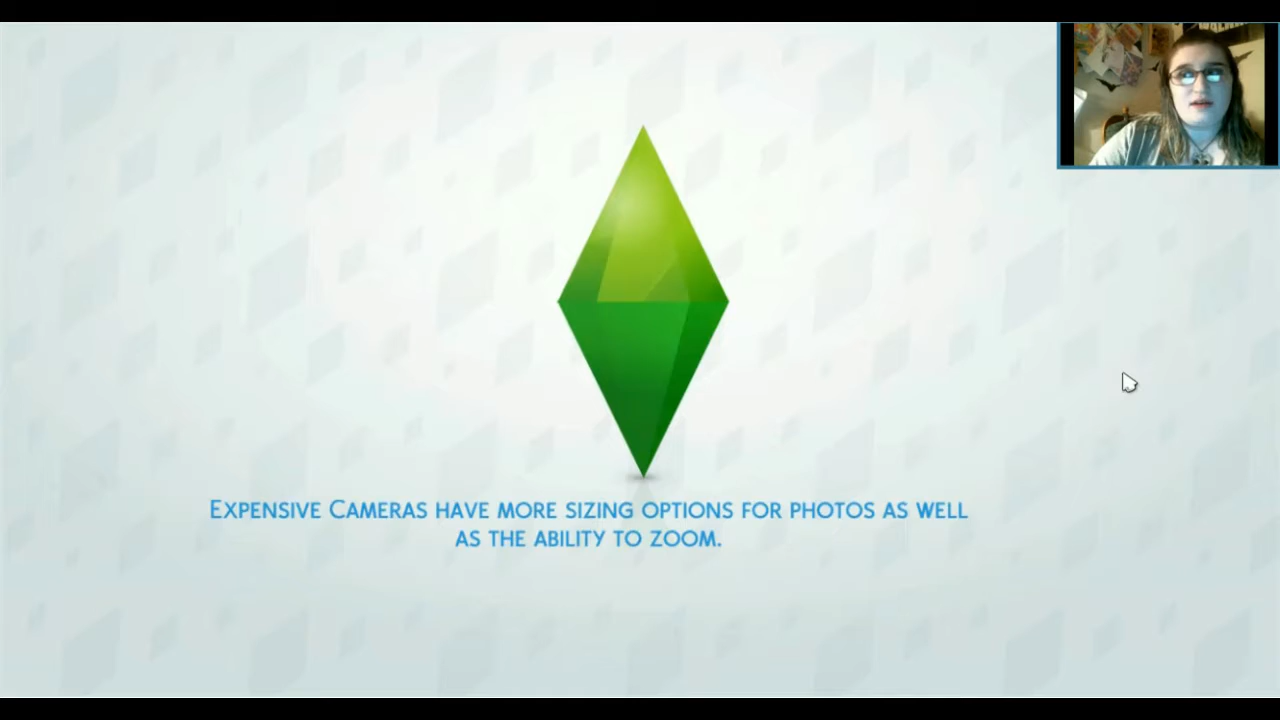 Expensive Cameras have more sizing options for photos as well
as the ability to zoom.